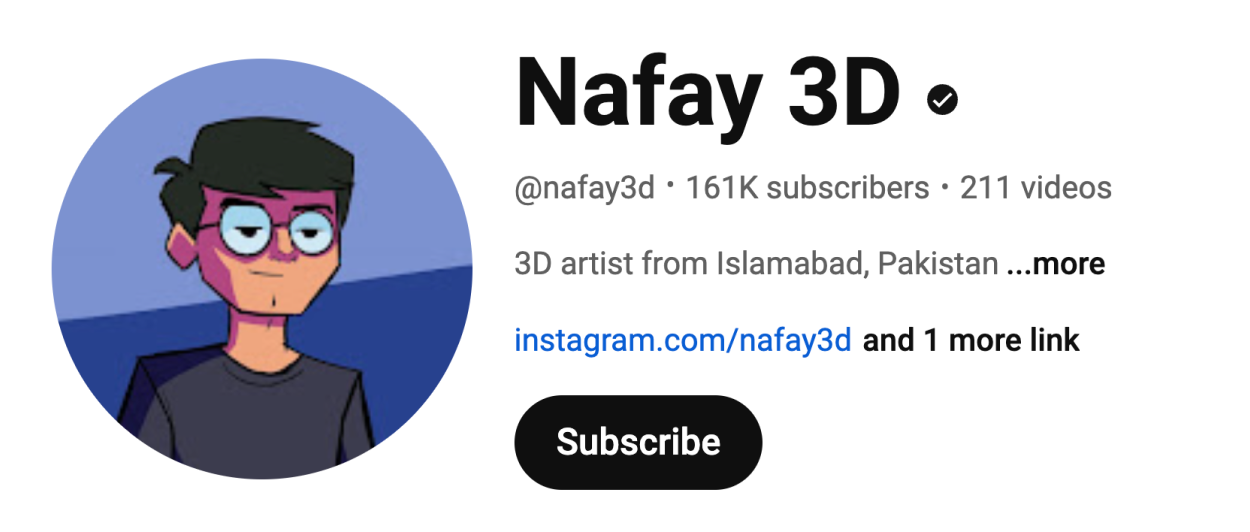 Nafay 3D
@nafay3d • 161K subscribers • 211 videos
3D artist from Islamabad, Pakistan ...more
instagram.com/nafay3d and 1 more link
Subscribe